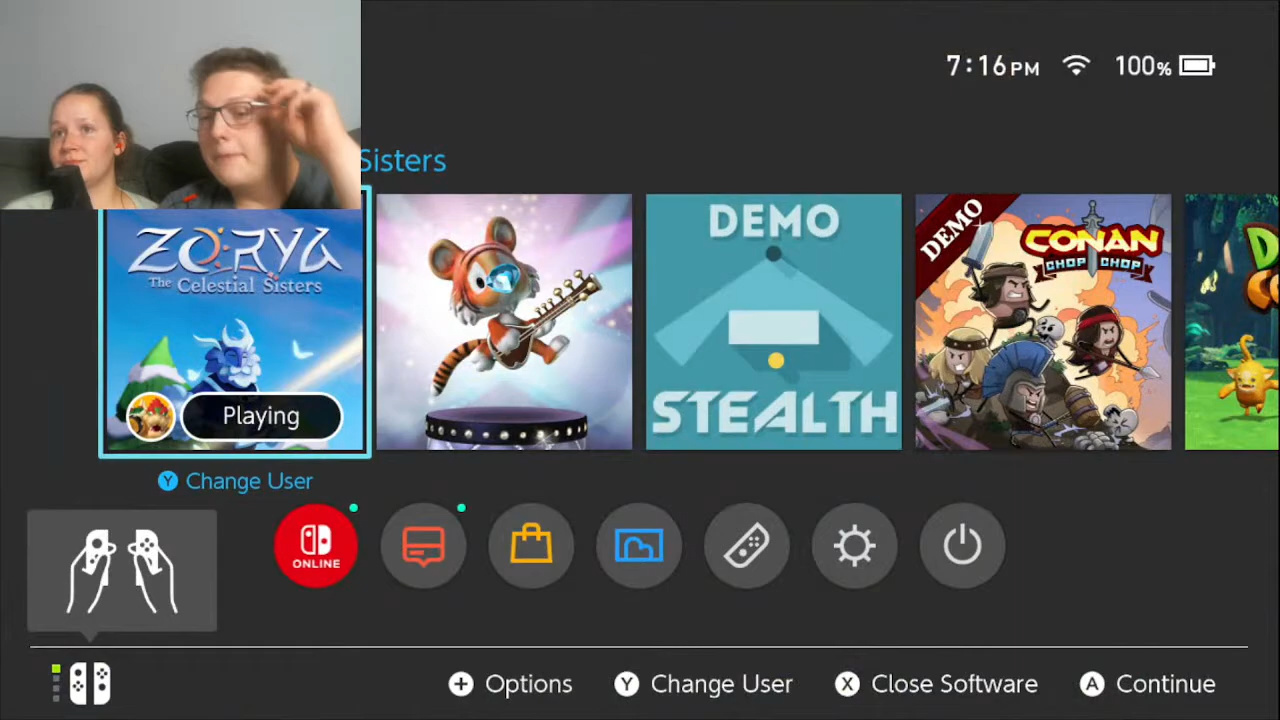 7:16 PM 100%
Sisters
ZORYA
The Celestial Sisters
Playing
DEMO
STEALTH
DEMO
CONAN
CHOP CHOP
Y Change User
ONLINE
+ Options Y Change User X Close Software A Continue